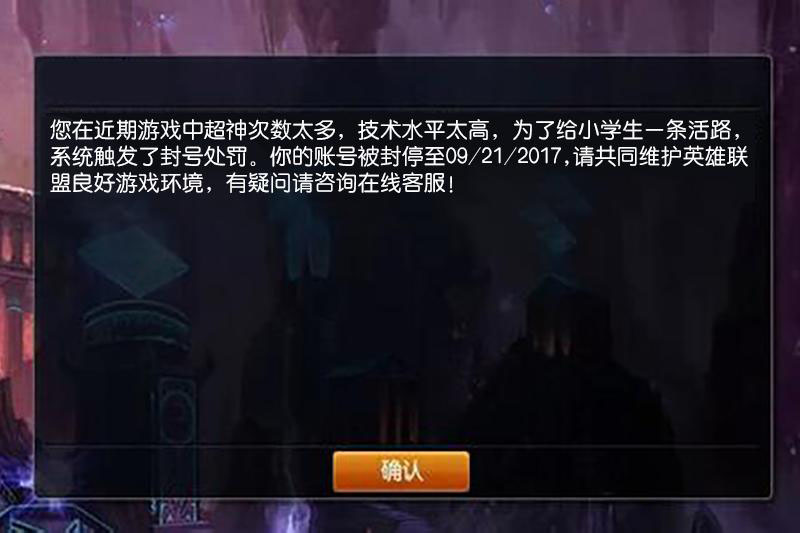 您在近期游戏中超神次数太多，技术水平太高，为了给小学生一条活路，
系统触发了封号处罚。你的账号被封停至09/21/2017,请共同维护英雄联
盟良好游戏环境，有疑问请咨询在线客服！
确认